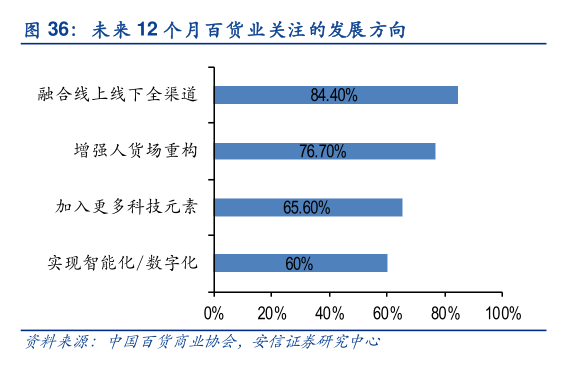 图 36：未来 12 个月百货业关注的发展方向
融合线上线下全渠道 84.40%
增强人货场重构 76.70%
加入更多科技元素 65.60%
实现智能化/数字化 60%
0% 20% 40% 60% 80% 100%
资料来源：中国百货商业协会，安信证券研究中心